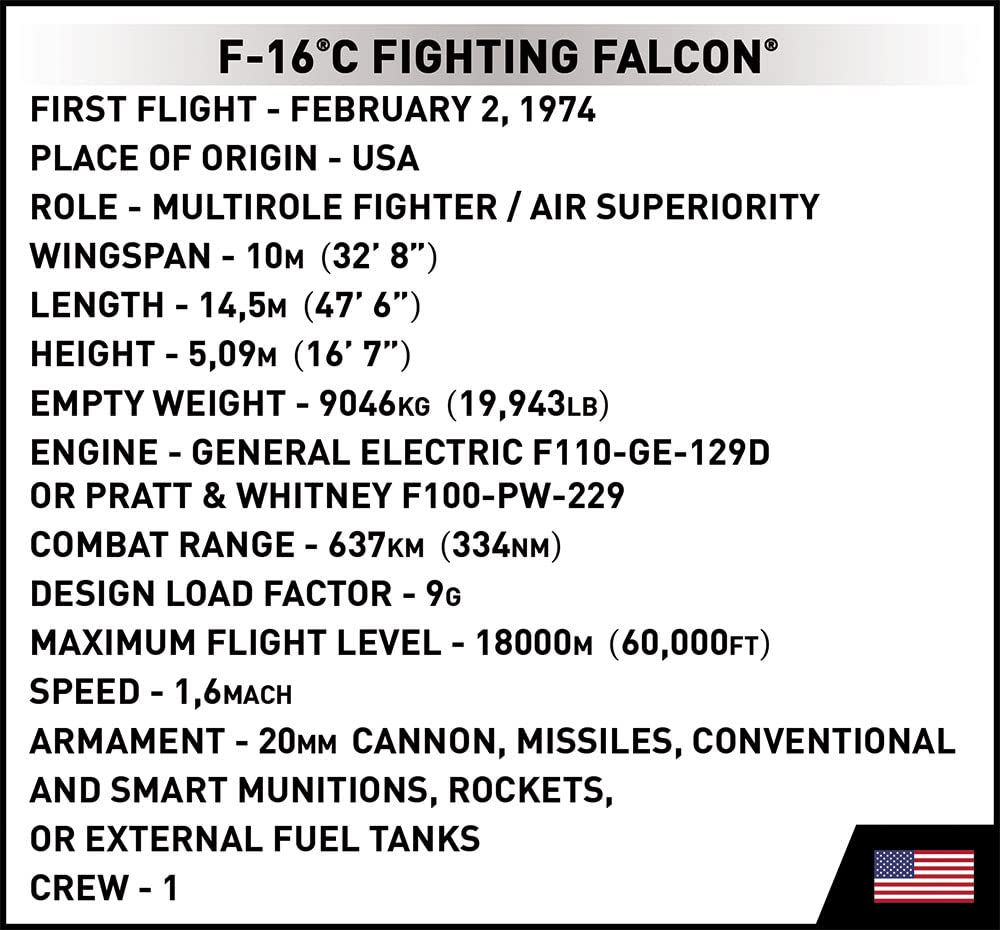 F-16®C FIGHTING FALCON®
FIRST FLIGHT - FEBRUARY 2, 1974
PLACE OF ORIGIN - USA
ROLE - MULTIROLE FIGHTER / AIR SUPERIORITY
WINGSPAN - 10M (32’ 8”)
LENGTH - 14,5M (47’ 6”)
HEIGHT - 5,09M (16’ 7”)
EMPTY WEIGHT - 9046KG (19,943LB)
ENGINE - GENERAL ELECTRIC F110-GE-129D
OR PRATT & WHITNEY F100-PW-229
COMBAT RANGE - 637KM (334NM)
DESIGN LOAD FACTOR - 9G
MAXIMUM FLIGHT LEVEL - 18000M (60,000FT)
SPEED - 1,6MACH
ARMAMENT - 20MM CANNON, MISSILES, CONVENTIONAL
AND SMART MUNITIONS, ROCKETS,
OR EXTERNAL FUEL TANKS
CREW - 1